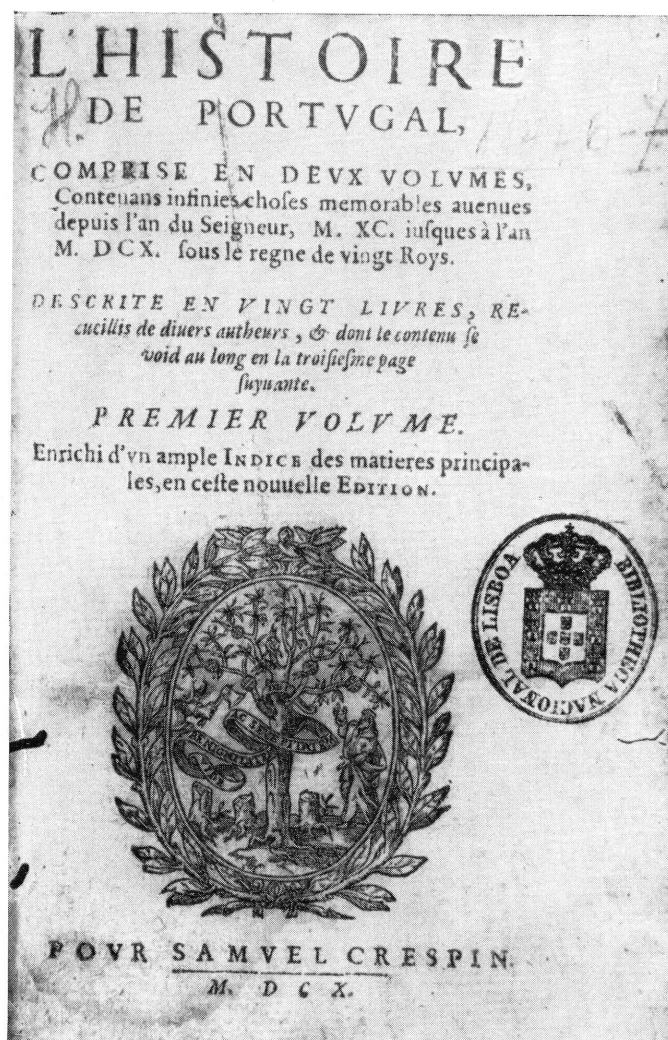 L'HISTOIRE
DE PORTVGAL,
COMPRISE EN DEVX VOLVMES,
Contenans infinies choſes memorables auenues
depuis l'an du Seigneur, M. XC. iuſques à l'an
M. DCX. ſous le regne de vingt Roys.
DESCRITE EN VINGT LIVRES, RE-
cueillis de diuers autheurs, & dont le contenu ſe
void au long en la troiſieſme page
ſuyuante.
PREMIER VOLVME.
Enrichi d'vn ample INDICE des matieres principa-
les, en ceſte nouuelle EDITION.
BIBLIOTHECA NACIONAL DE LISBOA
POVR SAMVEL CRESPIN.
M. D C X.